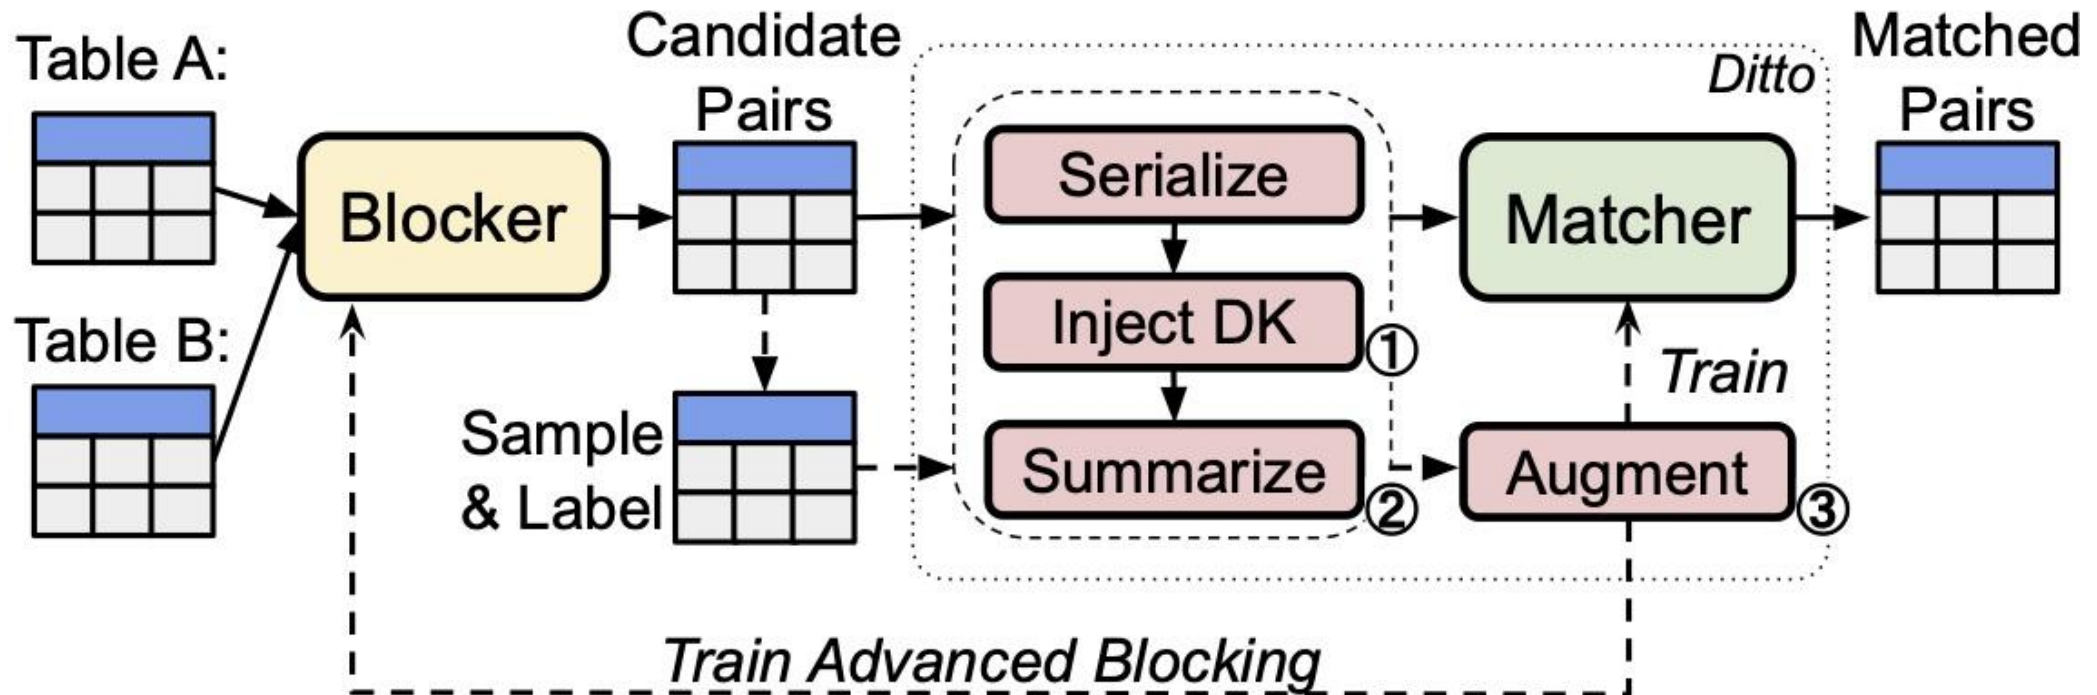 Table A:
Table B:
Blocker
Candidate
Pairs
Sample
& Label
Ditto
Serialize
Inject DK
①
Summarize
②
Matcher
Train
Augment
③
Matched
Pairs
Train Advanced Blocking